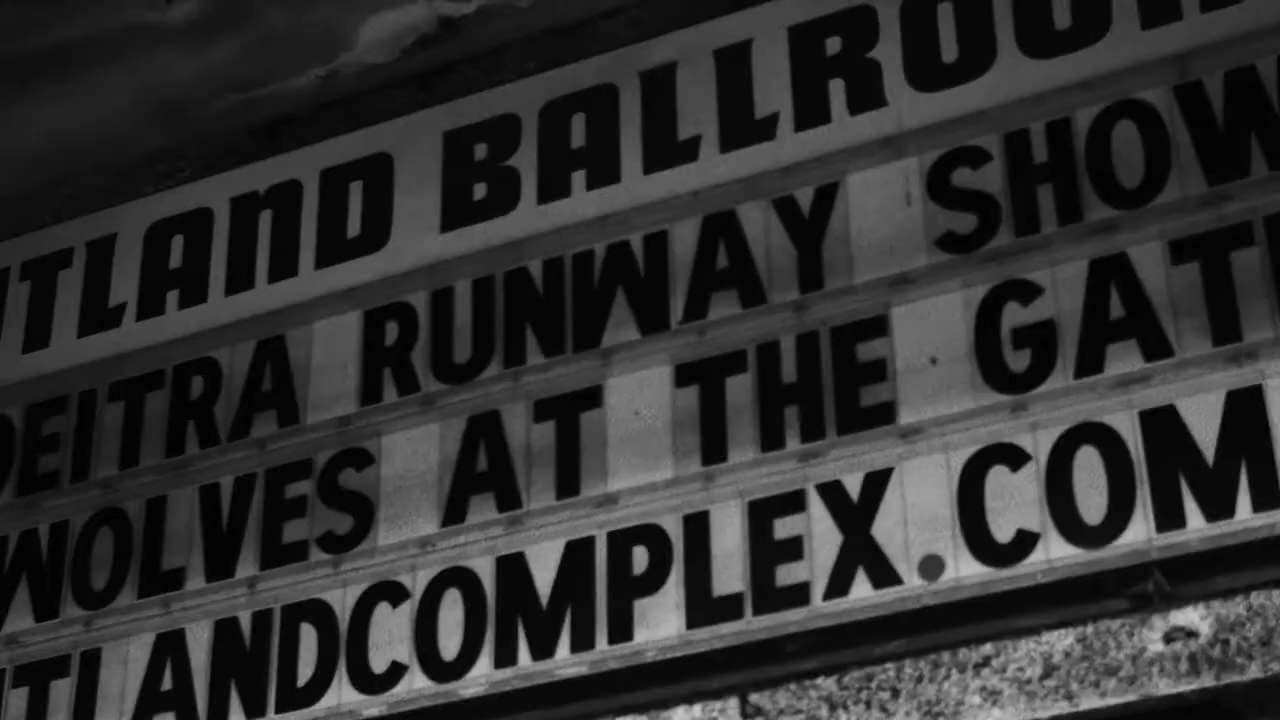 UTLAND BALLROOM
DEITRA RUNWAY SHOW
WOLVES AT THE GATE
UTLANDCOMPLEX.COM